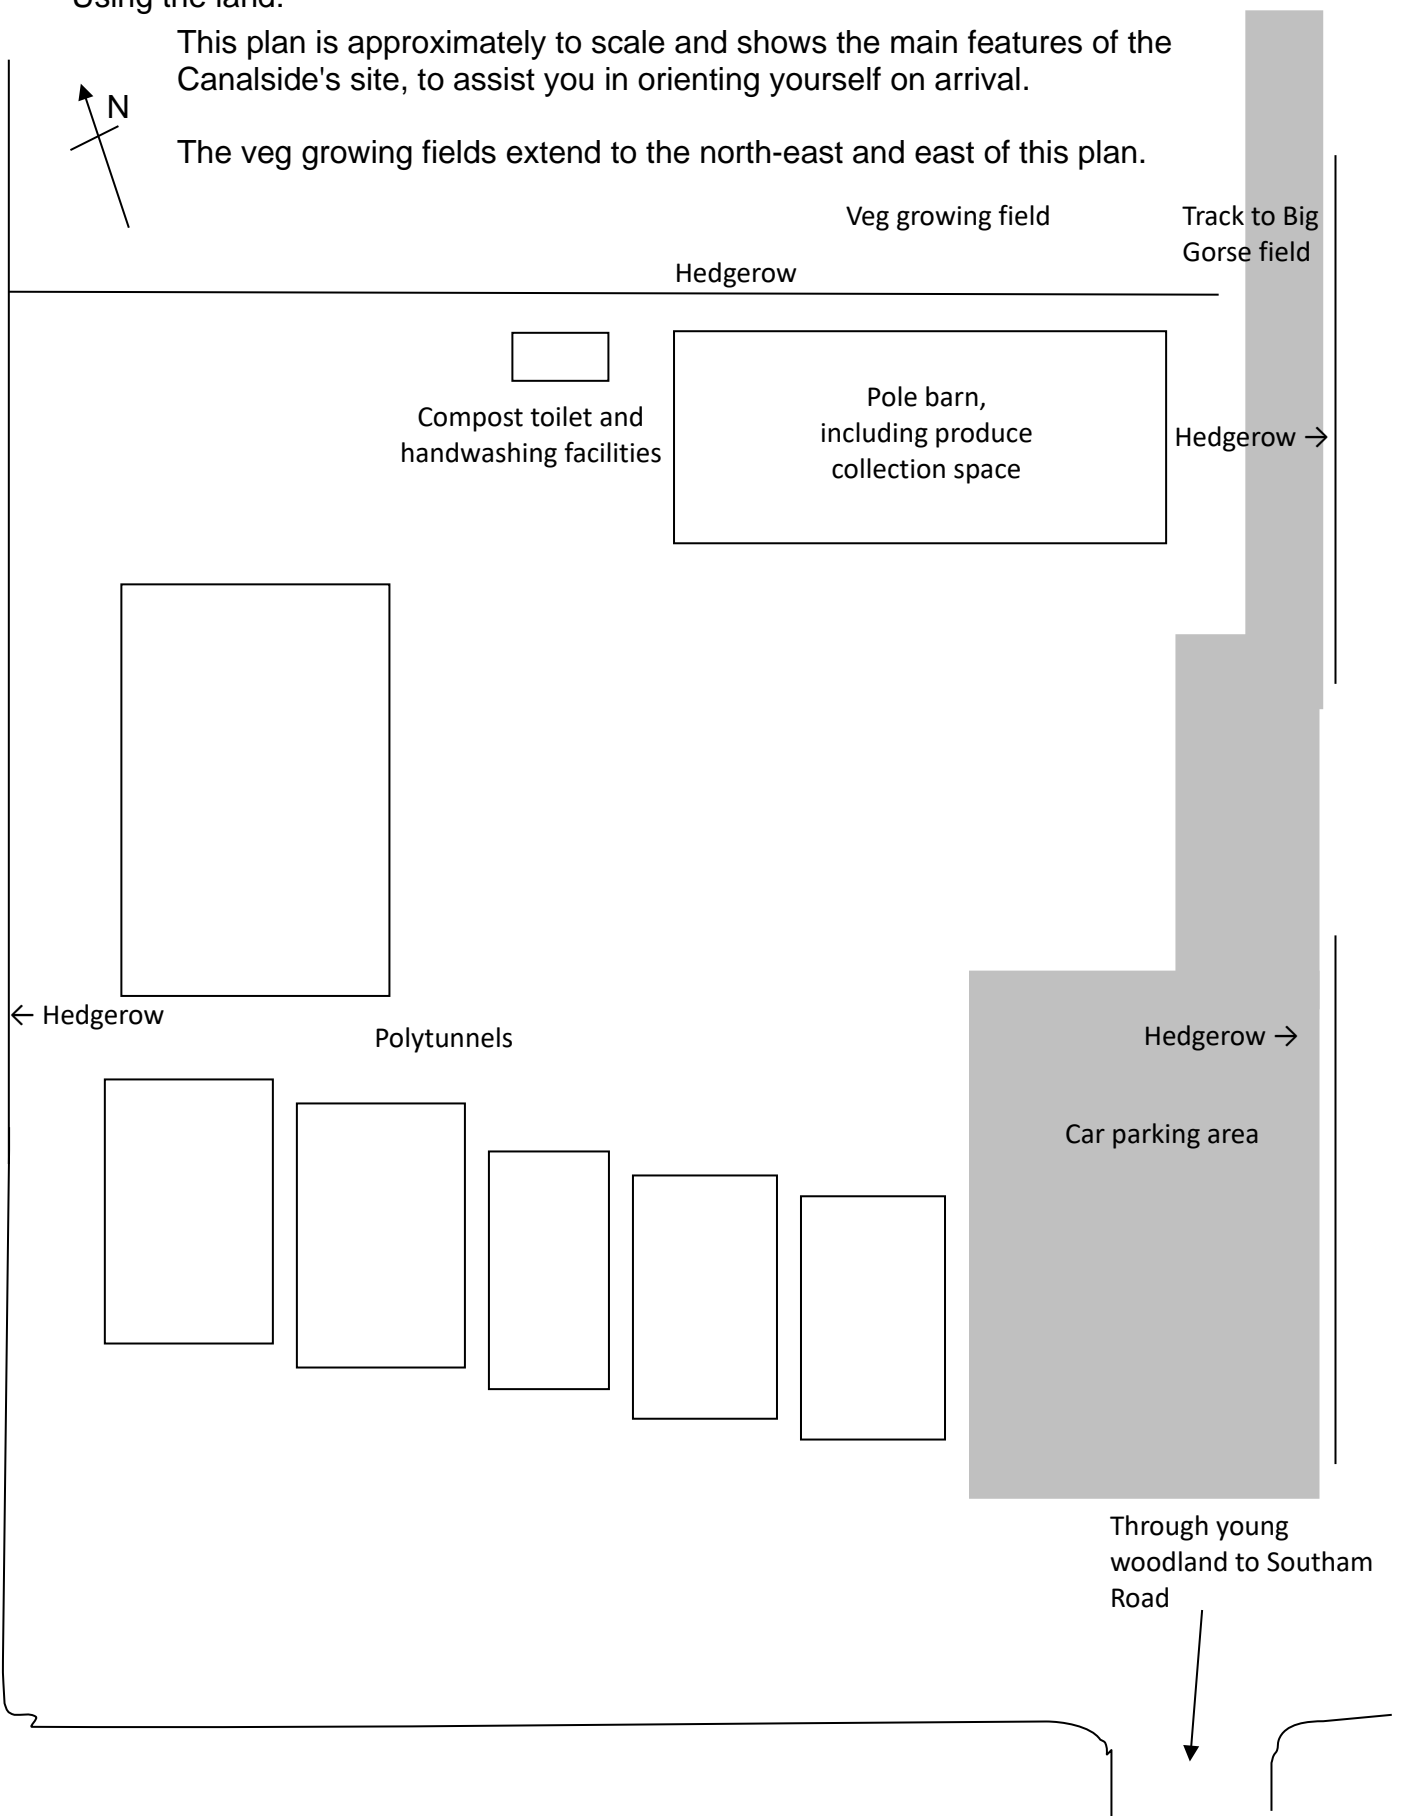 Using the land.
This plan is approximately to scale and shows the main features of the
Canalside's site, to assist you in orienting yourself on arrival.
N
The veg growing fields extend to the north-east and east of this plan.
Veg growing field
Track to Big
Gorse field
Hedgerow
Pole barn,
including produce
collection space
Compost toilet and
handwashing facilities
Hedgerow →
← Hedgerow
Polytunnels
Hedgerow →
Car parking area
Through young
woodland to Southam
Road